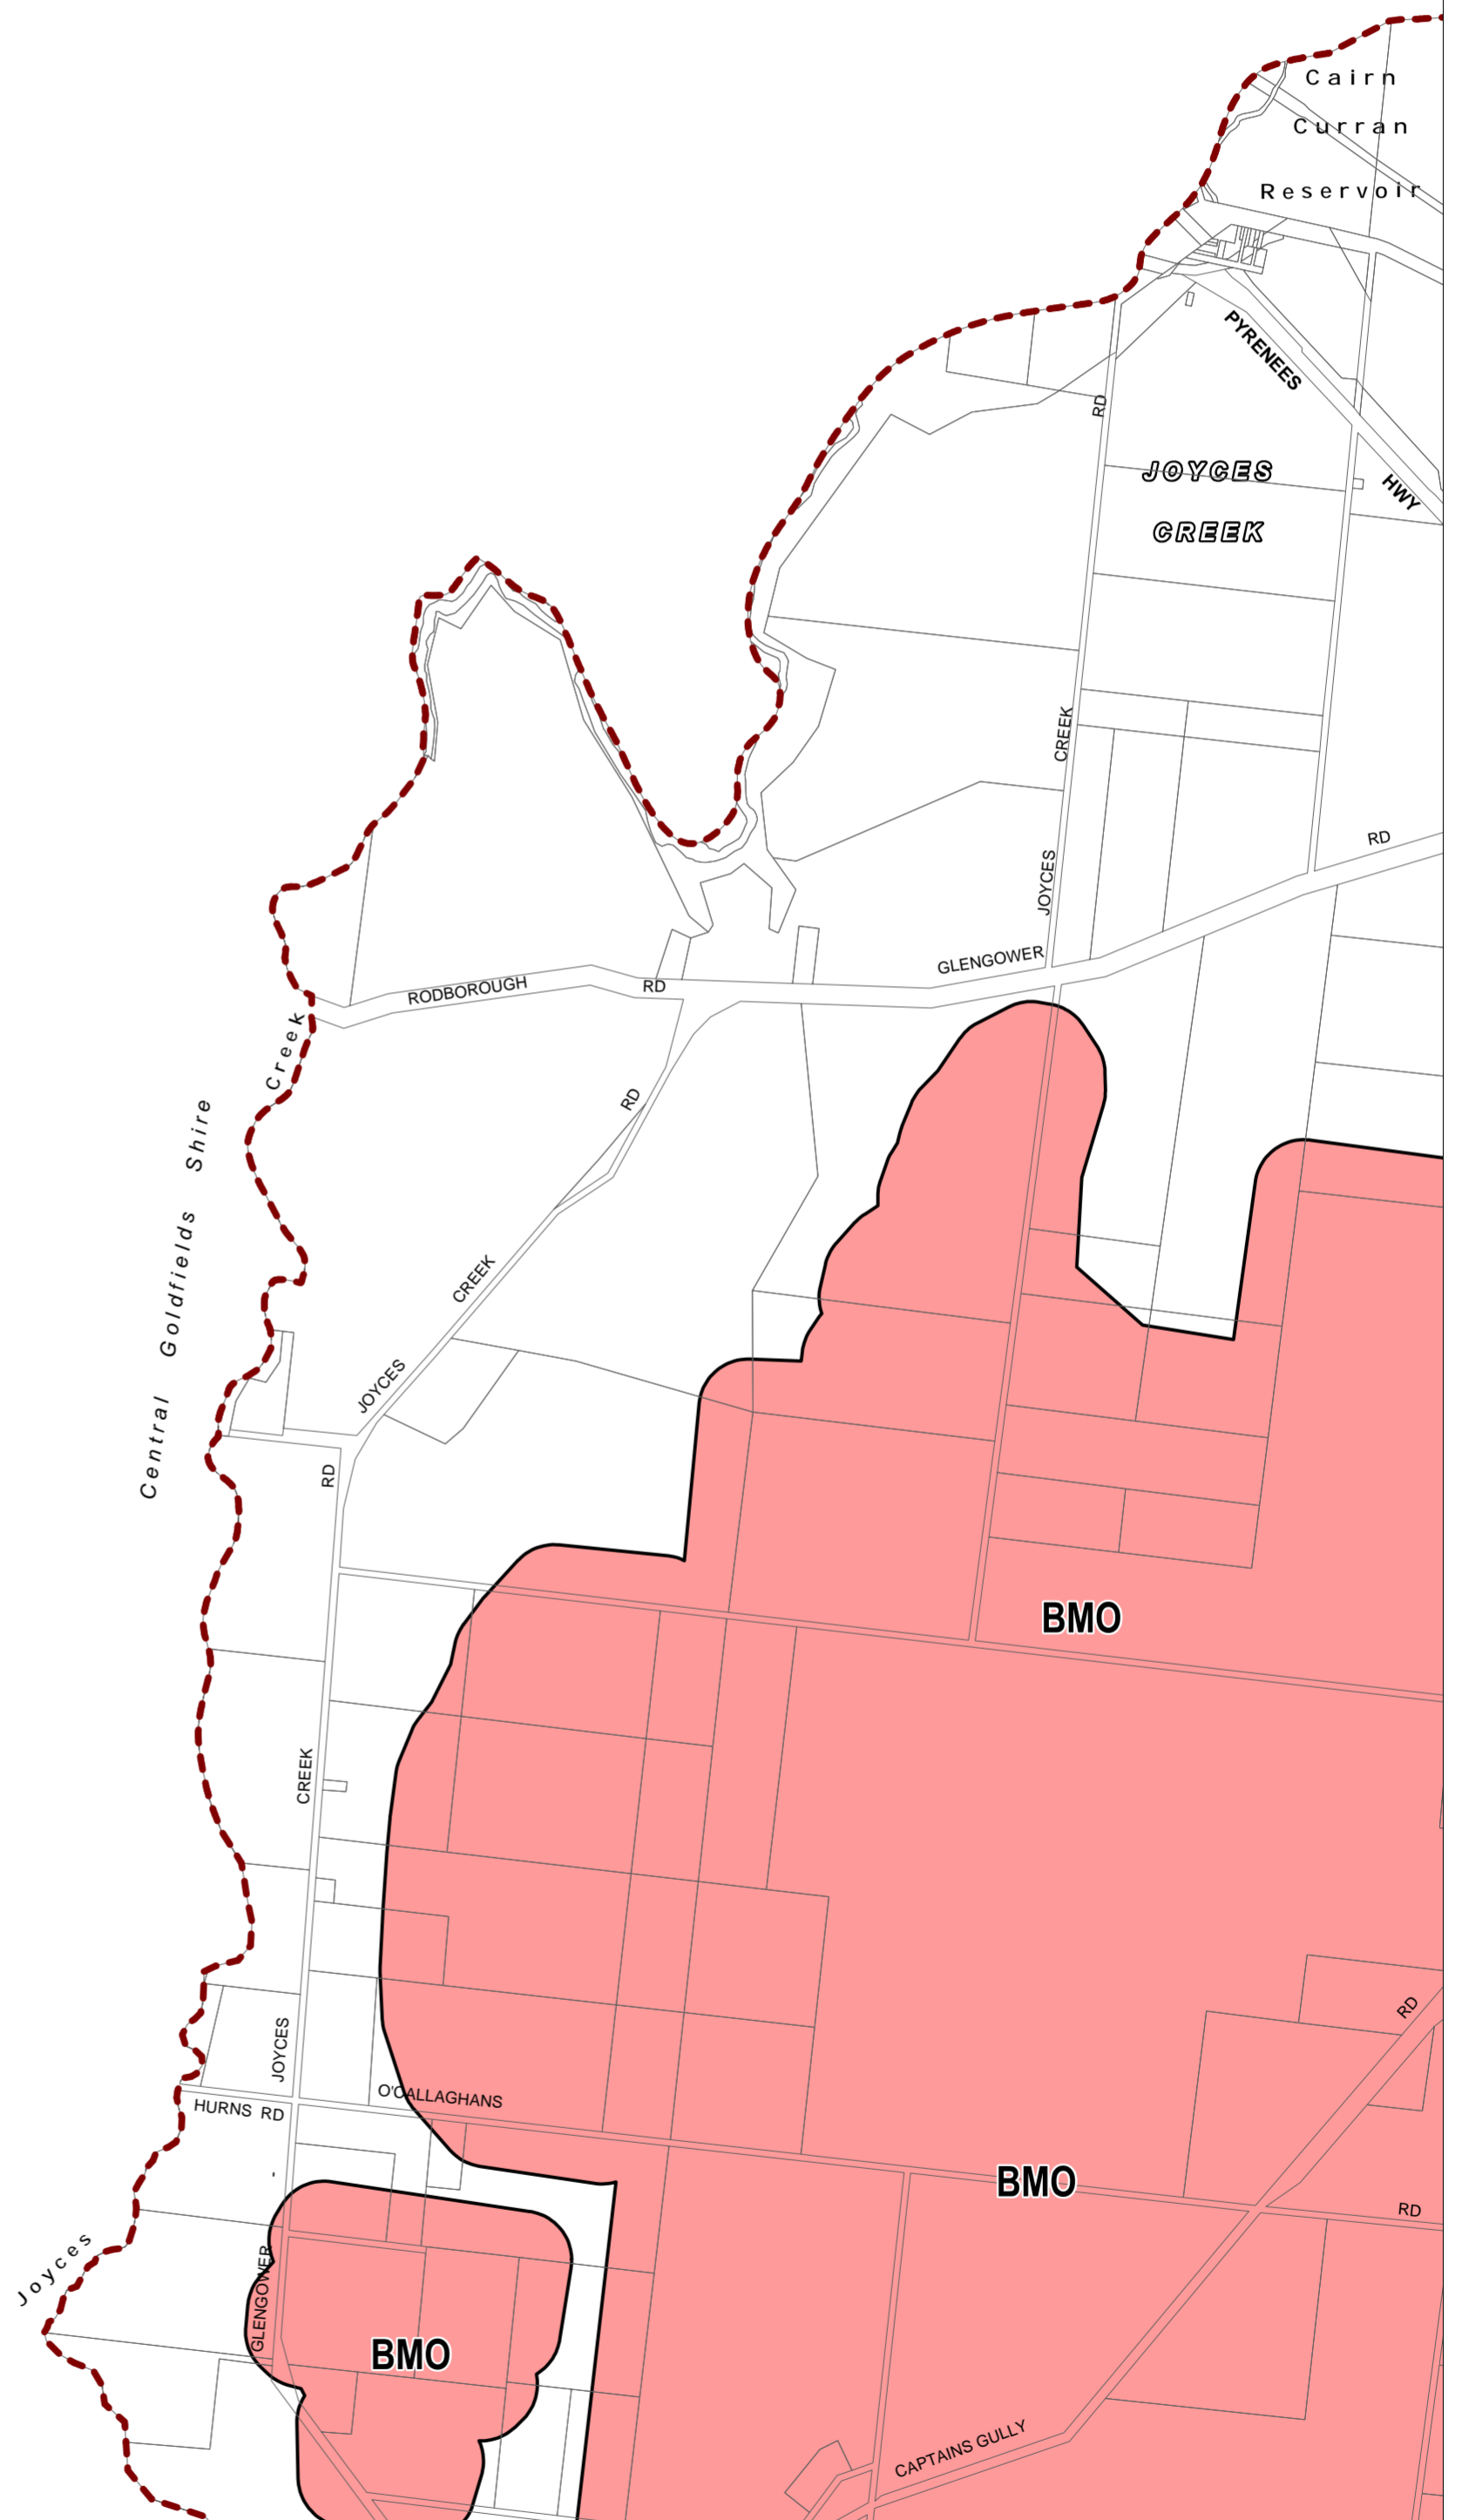 Cairn
Curran
Reservoir
PYRENEES
HWY
RD
JOYCES
CREEK
CREEK
RD
JOYCES
GLENGOWER
RODBOROUGH
RD
Creek
RD
Central Goldfields Shire
CREEK
JOYCES
RD
BMO
CREEK
RD
JOYCES
O'CALLAGHANS
HURNS RD
BMO
RD
Joyces
GLENGOWER
BMO
CAPTAINS GULLY